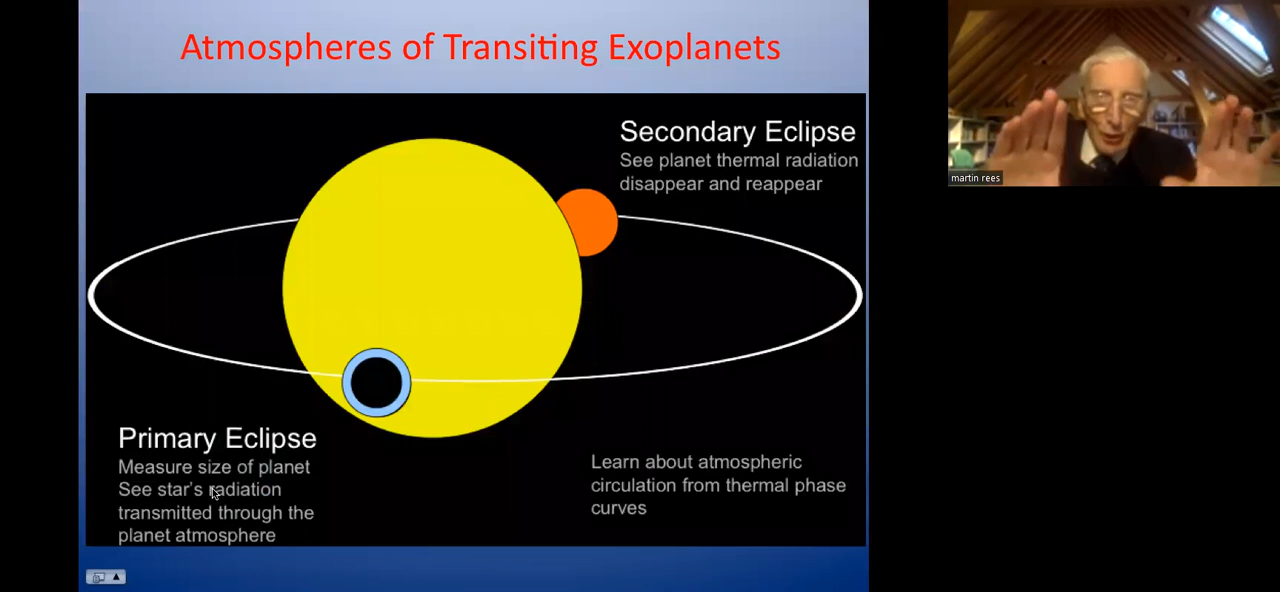 Atmospheres of Transiting Exoplanets
Secondary Eclipse
See planet thermal radiation
disappear and reappear
martin rees
Primary Eclipse
Measure size of planet
See star's radiation
transmitted through the
planet atmosphere
Learn about atmospheric
circulation from thermal phase
curves